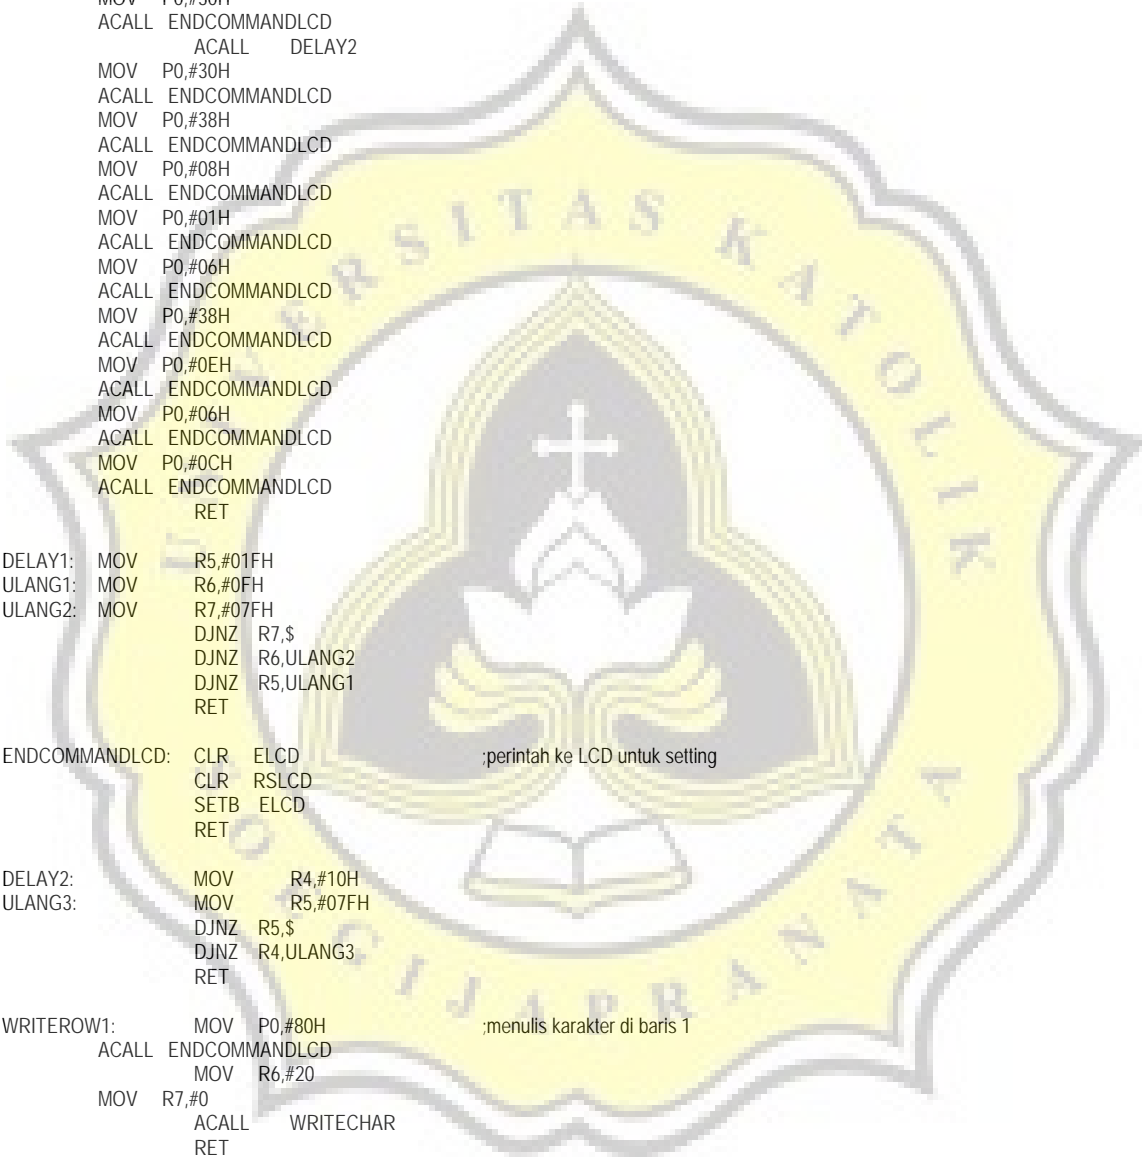 MOV P0,#30H
ACALL ENDCOMMANDLCD
ACALL DELAY2
MOV P0,#30H
ACALL ENDCOMMANDLCD
MOV P0,#38H
ACALL ENDCOMMANDLCD
MOV P0,#08H
ACALL ENDCOMMANDLCD
MOV P0,#01H
ACALL ENDCOMMANDLCD
MOV P0,#06H
ACALL ENDCOMMANDLCD
MOV P0,#38H
ACALL ENDCOMMANDLCD
MOV P0,#0EH
ACALL ENDCOMMANDLCD
MOV P0,#06H
ACALL ENDCOMMANDLCD
MOV P0,#0CH
ACALL ENDCOMMANDLCD
RET
DELAY1: MOV R5,#01FH
ULANG1: MOV R6,#0FH
ULANG2: MOV R7,#07FH
DJNZ R7,$
DJNZ R6,ULANG2
DJNZ R5,ULANG1
RET
ENDCOMMANDLCD: CLR ELCD ;perintah ke LCD untuk setting
CLR RSLCD
SETB ELCD
RET
DELAY2: MOV R4,#10H
ULANG3: MOV R5,#07FH
DJNZ R5,$
DJNZ R4,ULANG3
RET
WRITEROW1: MOV P0,#80H ;menulis karakter di baris 1
ACALL ENDCOMMANDLCD
MOV R6,#20
MOV R7,#0
ACALL WRITECHAR
RET
UNIVERSITAS KATOLIK
SOEGIJAPRANATA